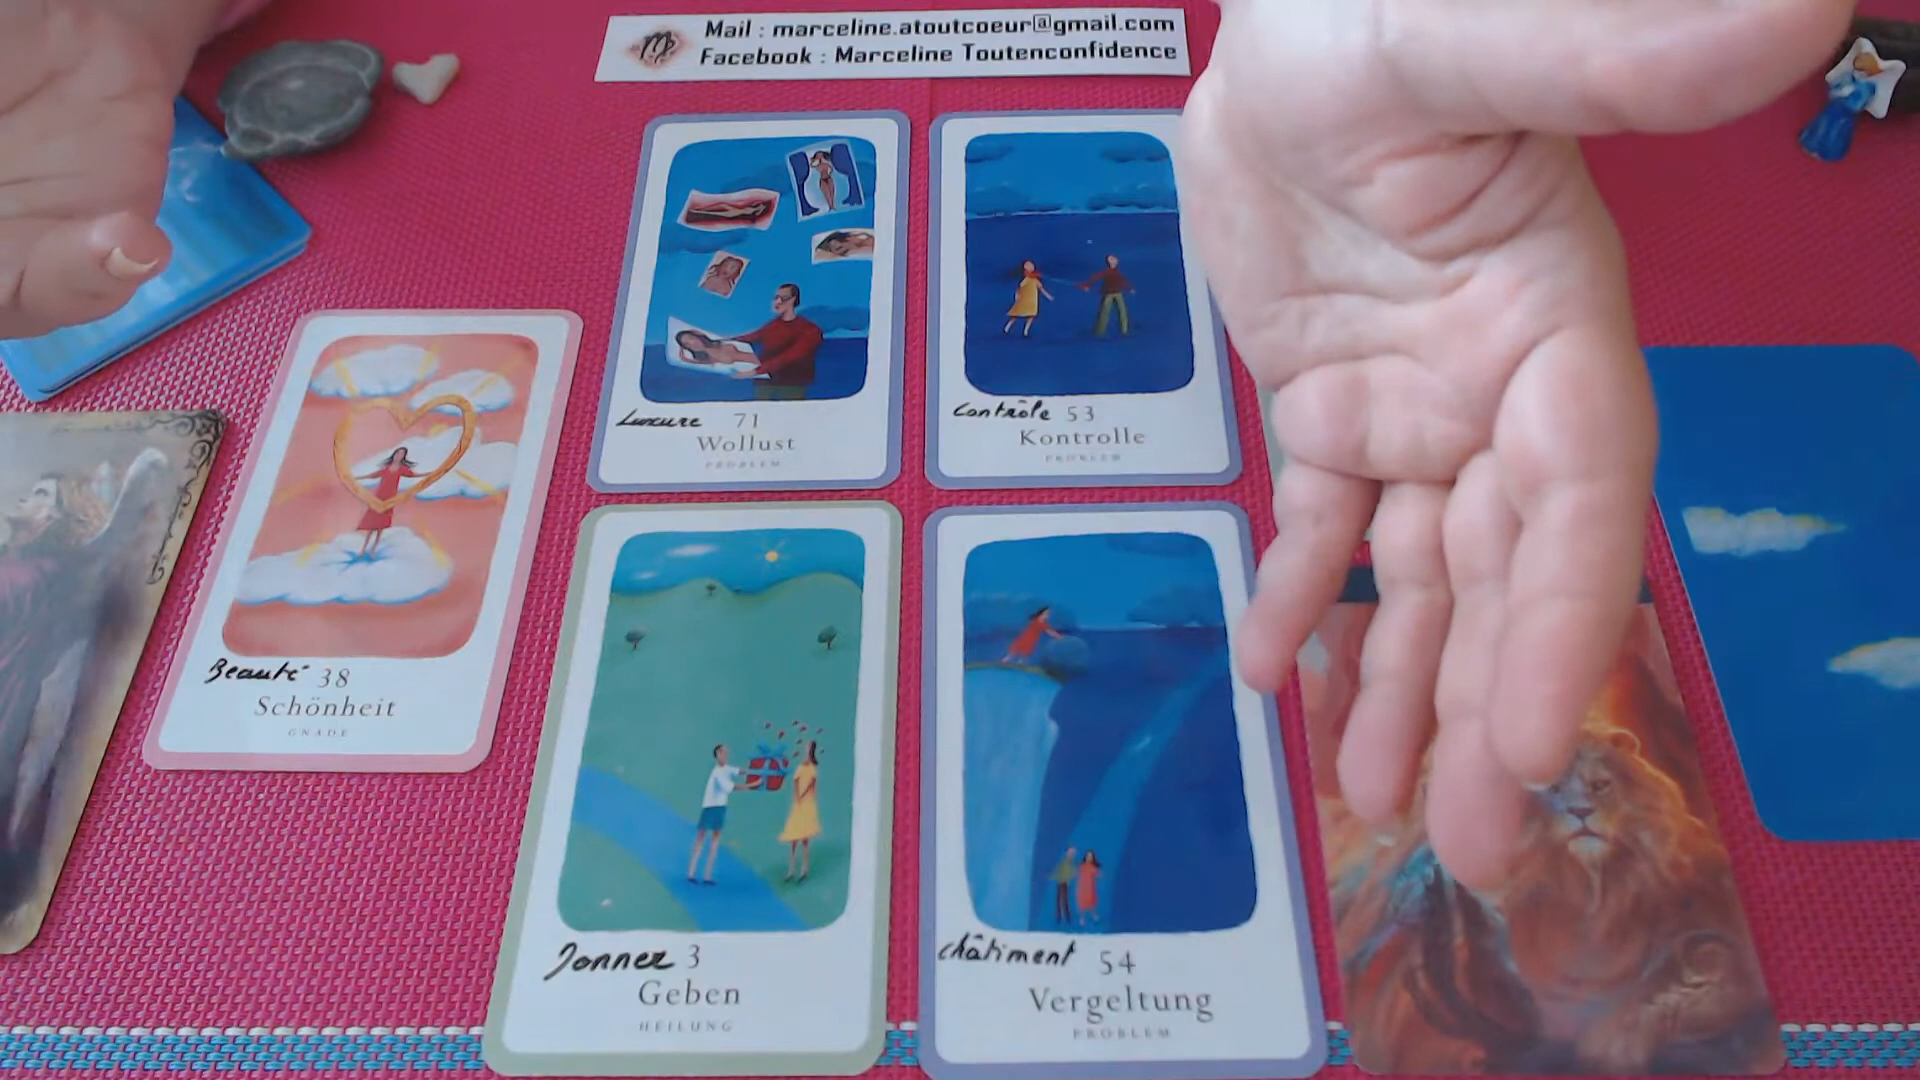 Mail : marceline.atoutcoeur@gmail.com
Facebook : Marceline Toutenconfidence
Luxure 71
Wollust
PROBLEM
Contrôle 53
Kontrolle
PROBLEM
Beauté 38
Schönheit
GNADE
Donner 3
Geben
HEILUNG
châtiment 54
Vergeltung
PROBLEM